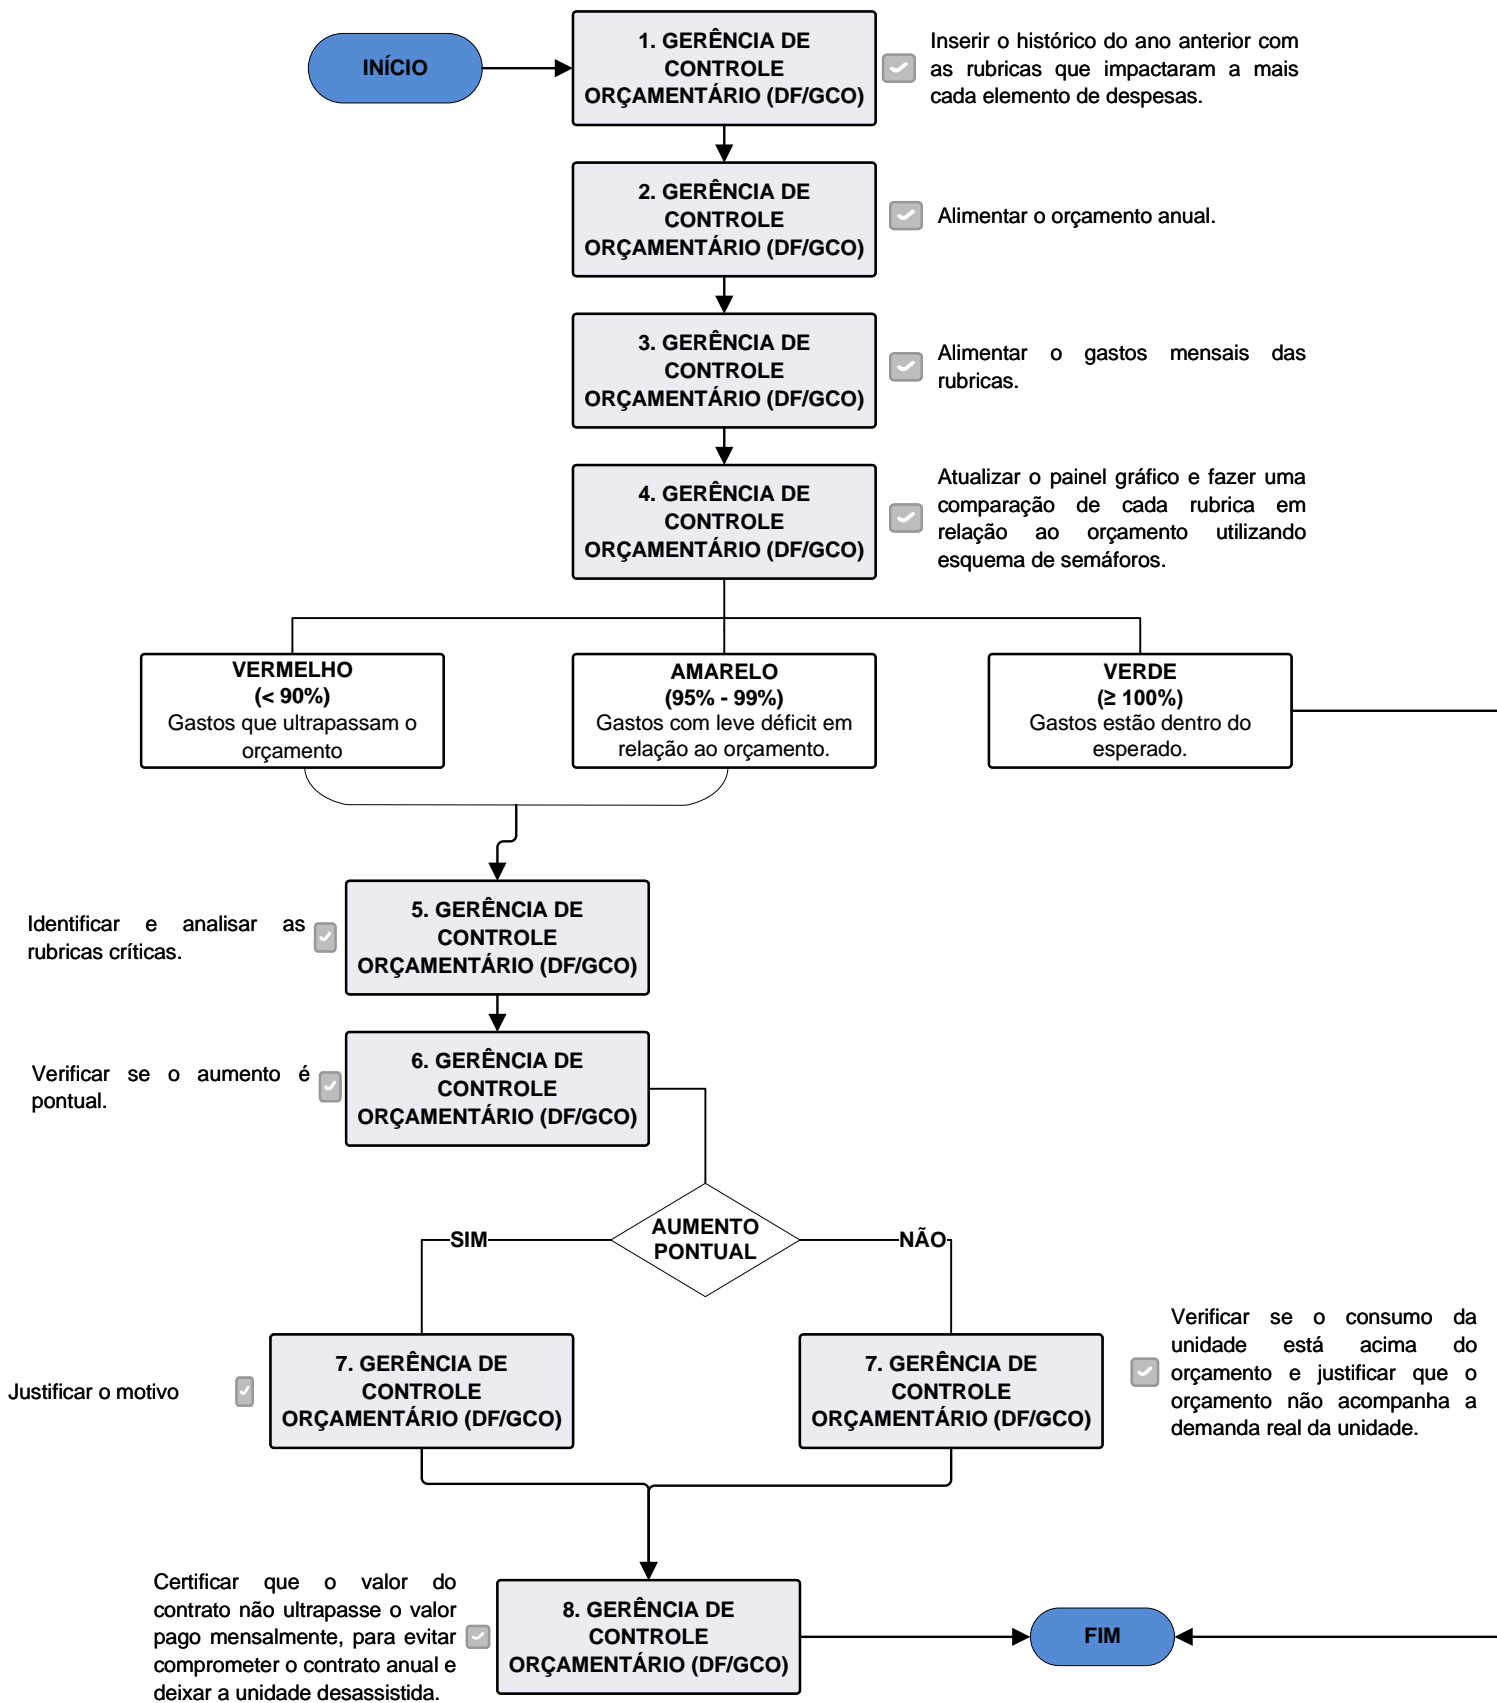 INÍCIO
1. GERÊNCIA DE
CONTROLE
ORÇAMENTÁRIO (DF/GCO)
Inserir o histórico do ano anterior com
as rubricas que impactaram a mais
cada elemento de despesas.
2. GERÊNCIA DE
CONTROLE
ORÇAMENTÁRIO (DF/GCO)
Alimentar o orçamento anual.
3. GERÊNCIA DE
CONTROLE
ORÇAMENTÁRIO (DF/GCO)
Alimentar o gastos mensais das
rubricas.
4. GERÊNCIA DE
CONTROLE
ORÇAMENTÁRIO (DF/GCO)
Atualizar o painel gráfico e fazer uma
comparação de cada rubrica em
relação ao orçamento utilizando
esquema de semáforos.
VERMELHO
(< 90%)
Gastos que ultrapassam o
orçamento
AMARELO
(95% - 99%)
Gastos com leve déficit em
relação ao orçamento.
VERDE
(≥ 100%)
Gastos estão dentro do
esperado.
Identificar e analisar as
rubricas críticas.
5. GERÊNCIA DE
CONTROLE
ORÇAMENTÁRIO (DF/GCO)
Verificar se o aumento é
pontual.
6. GERÊNCIA DE
CONTROLE
ORÇAMENTÁRIO (DF/GCO)
SIM
AUMENTO
PONTUAL
NÃO
Justificar o motivo
7. GERÊNCIA DE
CONTROLE
ORÇAMENTÁRIO (DF/GCO)
7. GERÊNCIA DE
CONTROLE
ORÇAMENTÁRIO (DF/GCO)
Verificar se o consumo da
unidade está acima do
orçamento e justificar que o
orçamento não acompanha a
demanda real da unidade.
Certificar que o valor do
contrato não ultrapasse o valor
pago mensalmente, para evitar
comprometer o contrato anual e
deixar a unidade desassistida.
8. GERÊNCIA DE
CONTROLE
ORÇAMENTÁRIO (DF/GCO)
FIM